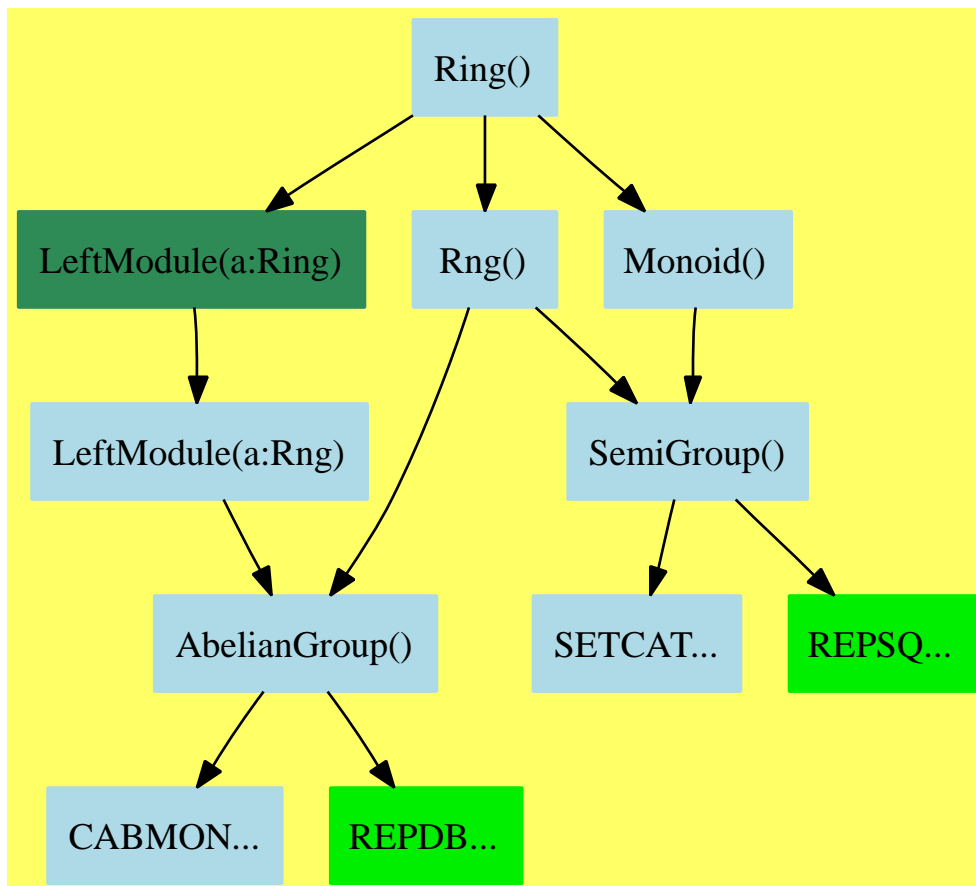 Ring()
LeftModule(a:Ring)
Rng()
Monoid()
LeftModule(a:Rng)
SemiGroup()
AbelianGroup()
SETCAT...
REPSQ...
CABMON...
REPDB...